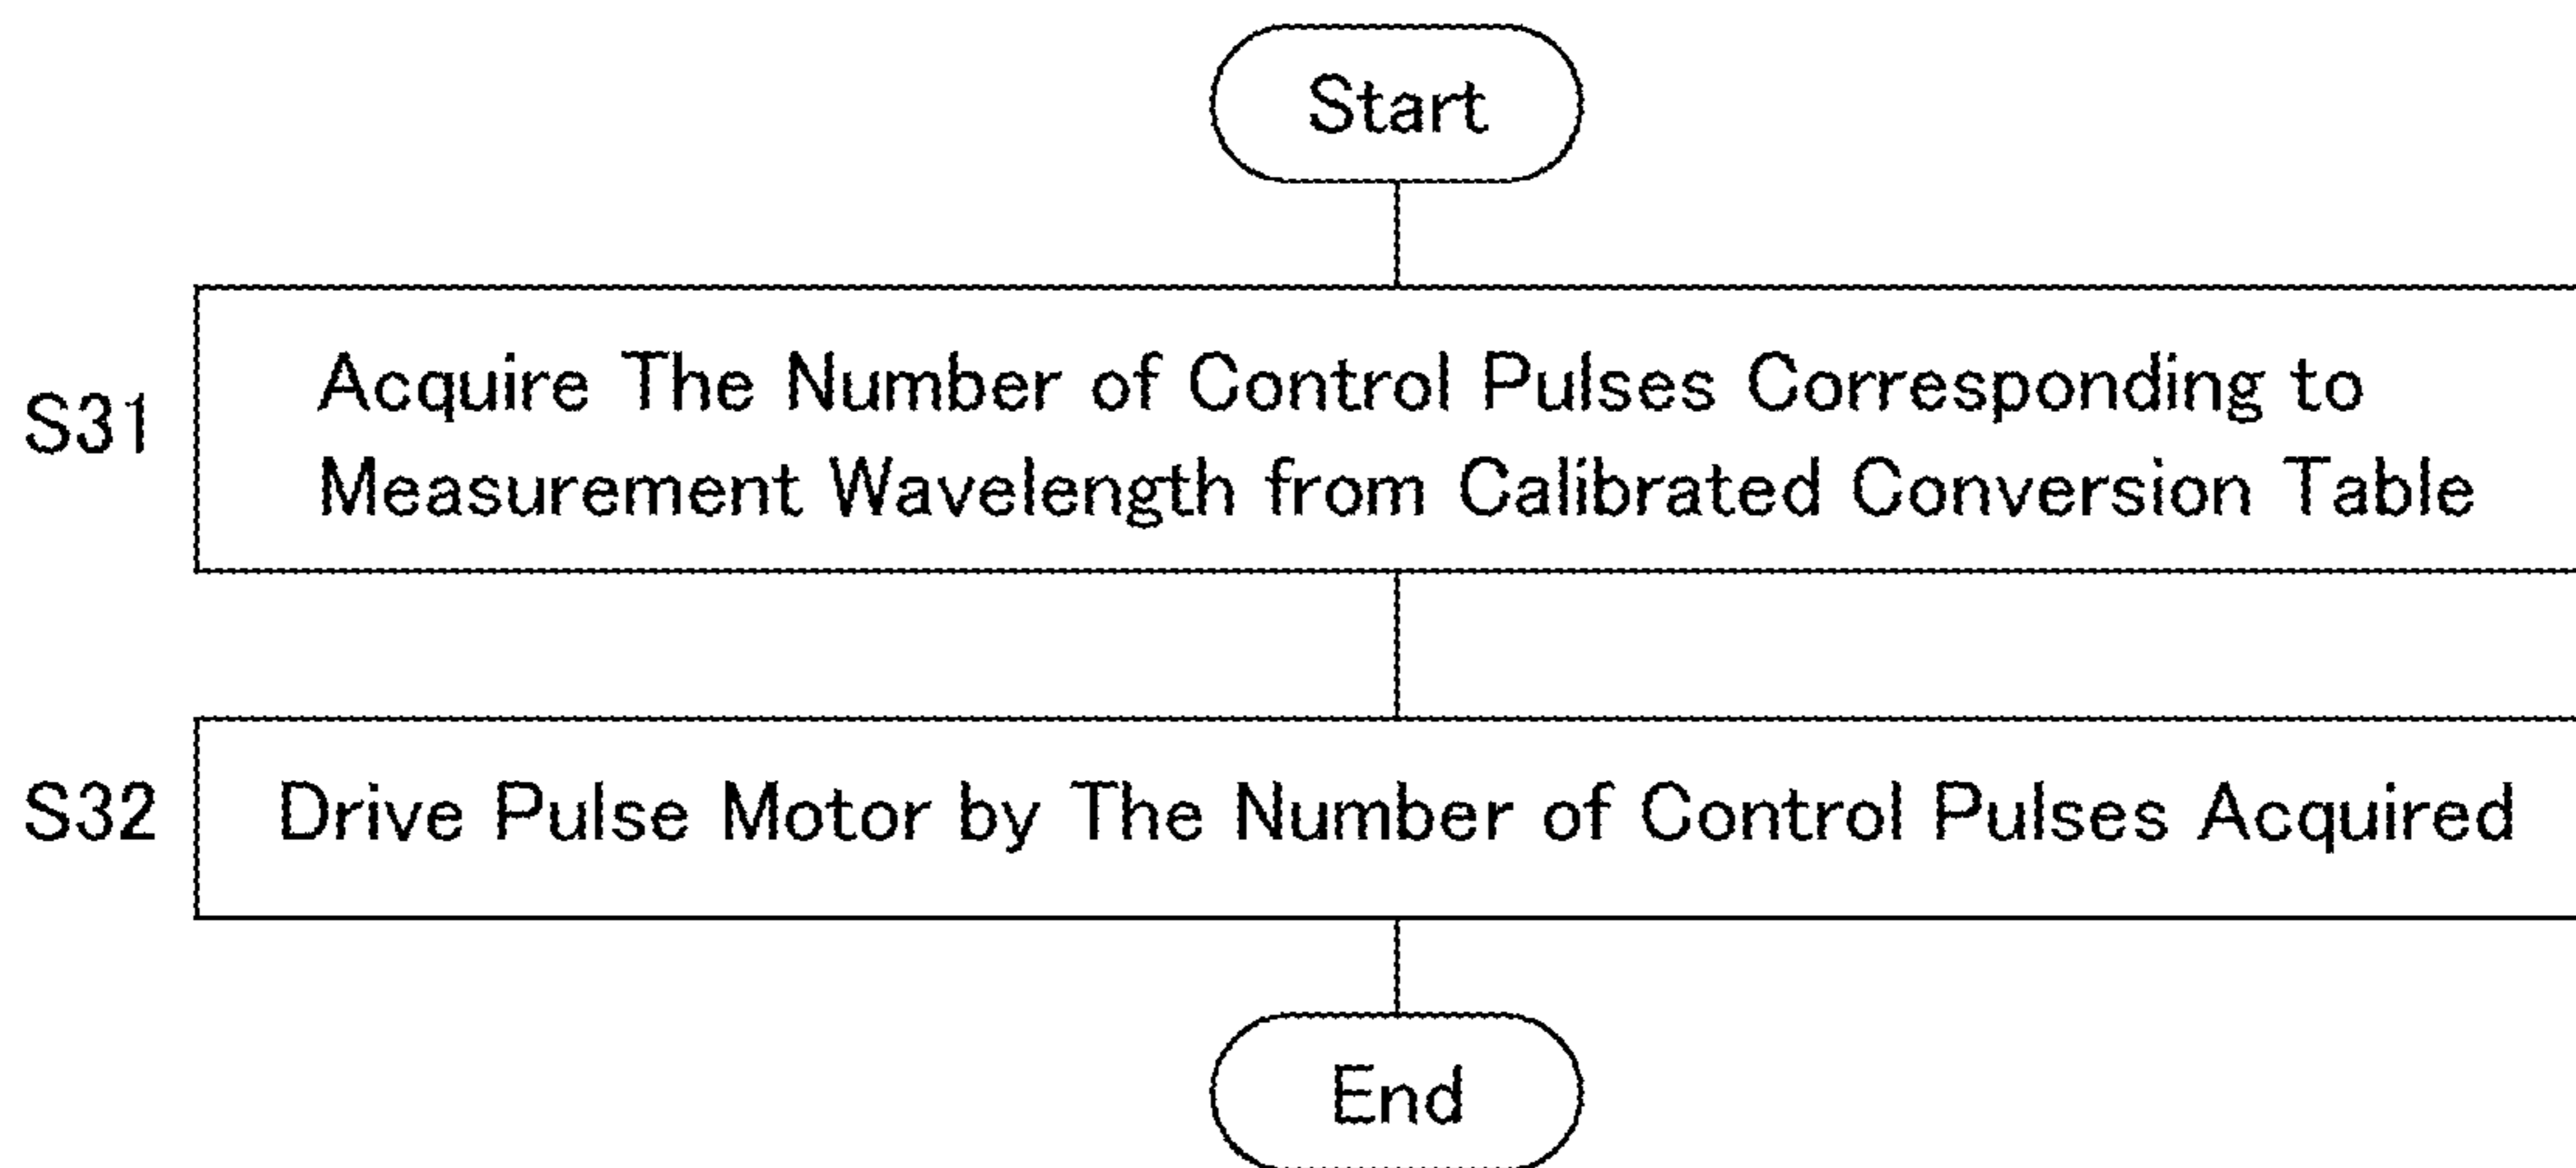 Start
S31
Acquire The Number of Control Pulses Corresponding to
Measurement Wavelength from Calibrated Conversion Table
S32
Drive Pulse Motor by The Number of Control Pulses Acquired
End